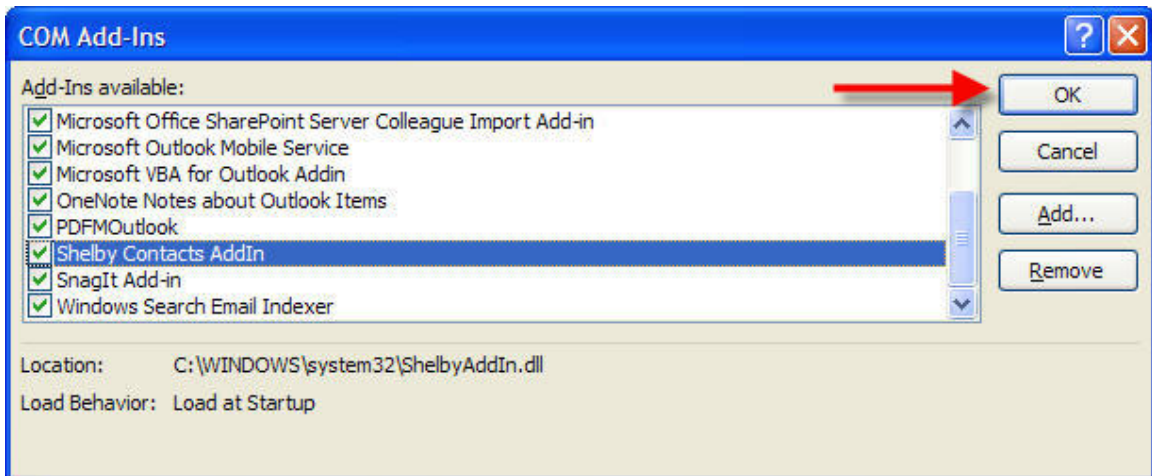 COM Add-Ins
Add-Ins available:
Microsoft Office SharePoint Server Colleague Import Add-in
Microsoft Outlook Mobile Service
Microsoft VBA for Outlook Addin
OneNote Notes about Outlook Items
PDFMOutlook
Shelby Contacts AddIn
SnagIt Add-in
Windows Search Email Indexer
OK
Cancel
Add...
Remove
Location: C:\WINDOWS\system32\ShelbyAddIn.dll
Load Behavior: Load at Startup